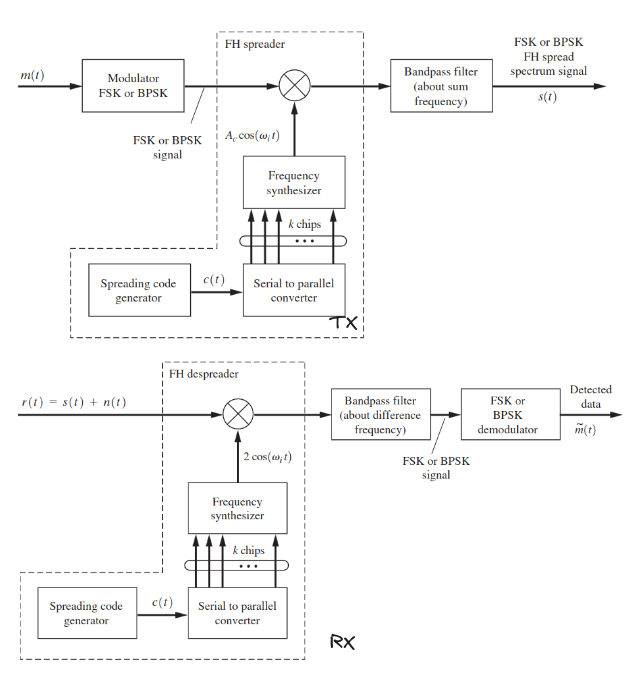 FH spreader
FSK or BPSK
FH spread
spectrum signal
s(t)
m(t)
Modulator
FSK or BPSK
Bandpass filter
(about sum
frequency)
FSK or BPSK
signal
A_c cos(ω_i t)
Frequency
synthesizer
k chips
Spreading code
generator
c(t)
Serial to parallel
converter
TX
FH despreader
r(t) = s(t) + n(t)
Bandpass filter
(about difference
frequency)
FSK or
BPSK
demodulator
Detected
data
m̃(t)
FSK or BPSK
signal
2 cos(ω_i t)
Frequency
synthesizer
k chips
Spreading code
generator
c(t)
Serial to parallel
converter
RX